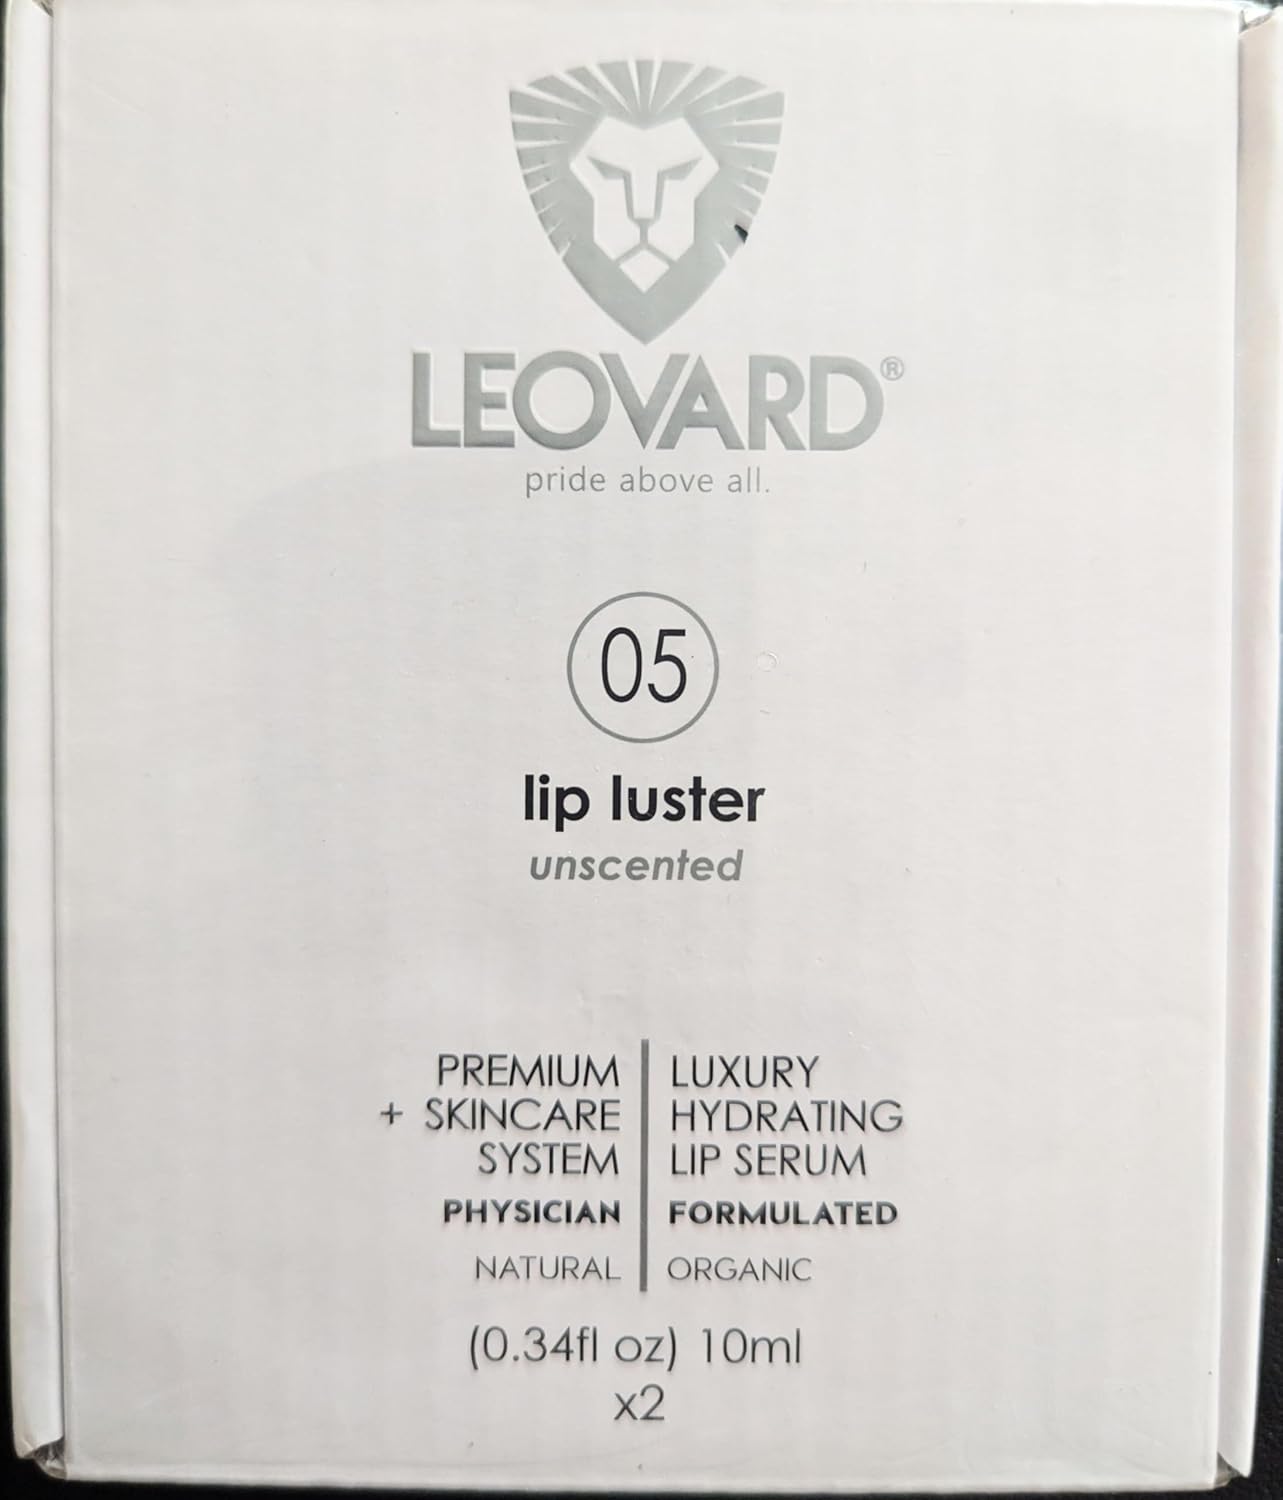 LEOVARD®
pride above all.
05
lip luster
unscented
PREMIUM
+ SKINCARE
SYSTEM
PHYSICIAN
NATURAL
LUXURY
HYDRATING
LIP SERUM
FORMULATED
ORGANIC
(0.34fl oz) 10ml
x2